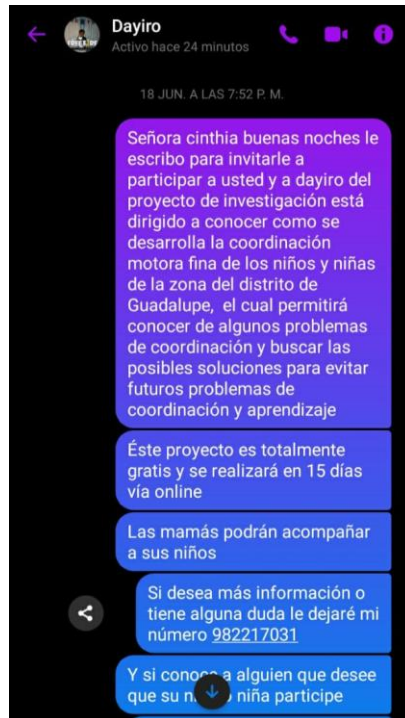 Dayiro
Activo hace 24 minutos
18 JUN. A LAS 7:52 P. M.
Señora cinthia buenas noches le
escribo para invitarle a
participar a usted y a dayiro del
proyecto de investigación está
dirigido a conocer como se
desarrolla la coordinación
motora fina de los niños y niñas
de la zona del distrito de
Guadalupe, el cual permitirá
conocer de algunos problemas
de coordinación y buscar las
posibles soluciones para evitar
futuros problemas de
coordinación y aprendizaje
Éste proyecto es totalmente
gratis y se realizará en 15 días
vía online
Las mamás podrán acompañar
a sus niños
Si desea más información o
tiene alguna duda le dejaré mi
número 982217031
Y si conoce a alguien que desee
que su niña participe